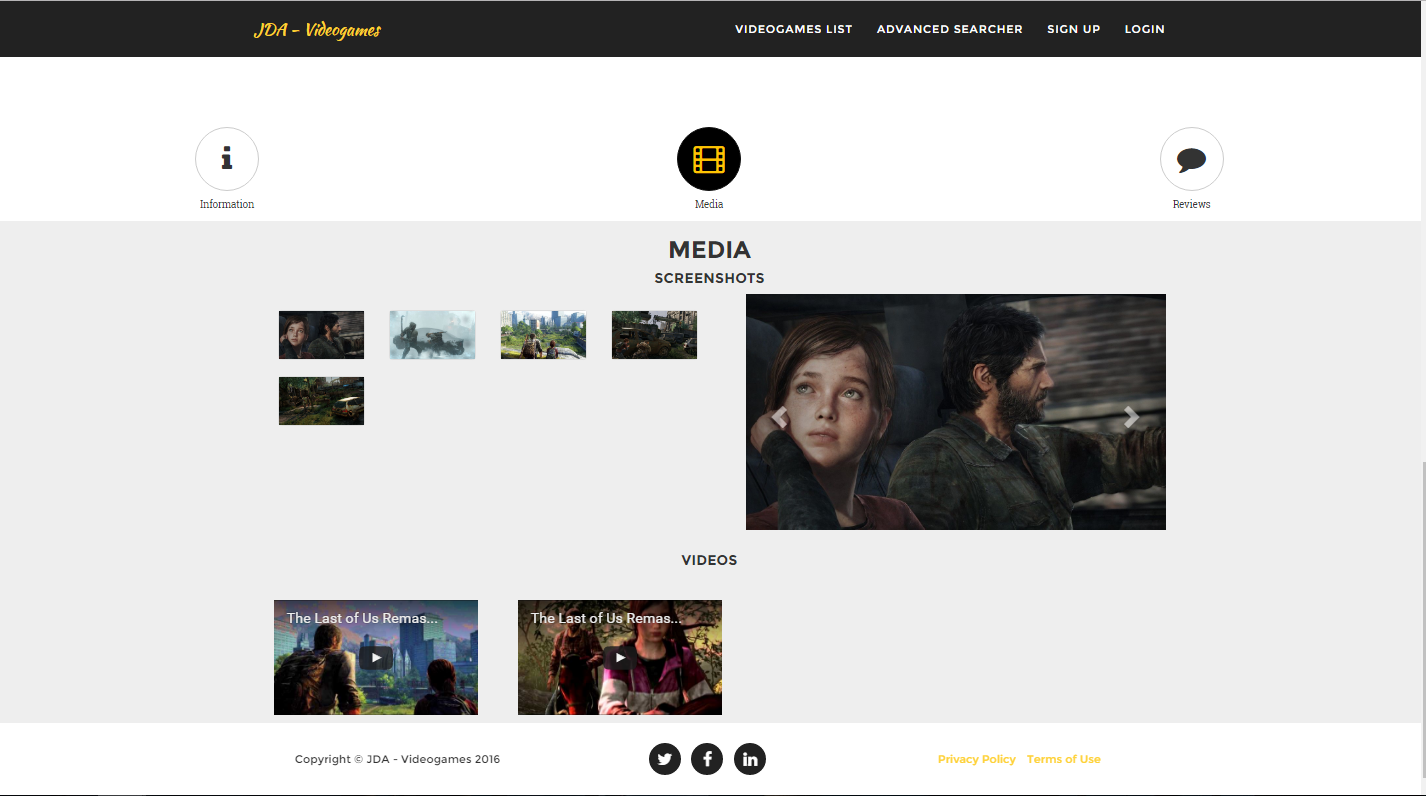 JDA - Videogames
VIDEOGAMES LIST
ADVANCED SEARCHER
SIGN UP
LOGIN
Information
Media
Reviews
MEDIA
SCREENSHOTS
VIDEOS
The Last of Us Remas...
The Last of Us Remas...
Copyright © JDA - Videogames 2016
Privacy Policy
Terms of Use